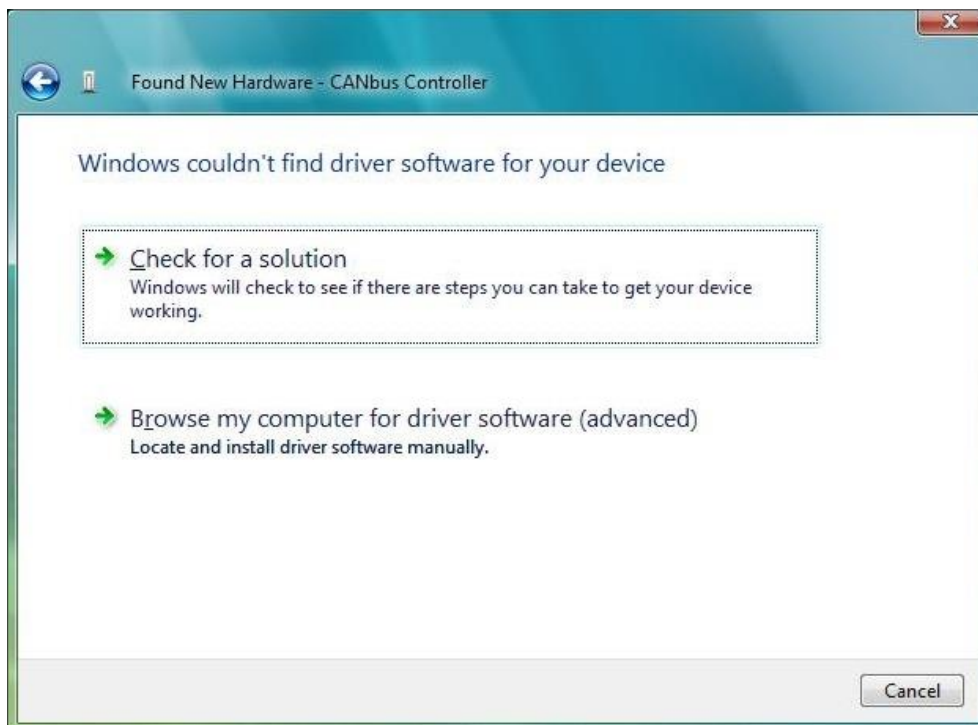 Found New Hardware - CANbus Controller
Windows couldn't find driver software for your device
Check for a solution
Windows will check to see if there are steps you can take to get your device
working.
Browse my computer for driver software (advanced)
Locate and install driver software manually.
Cancel